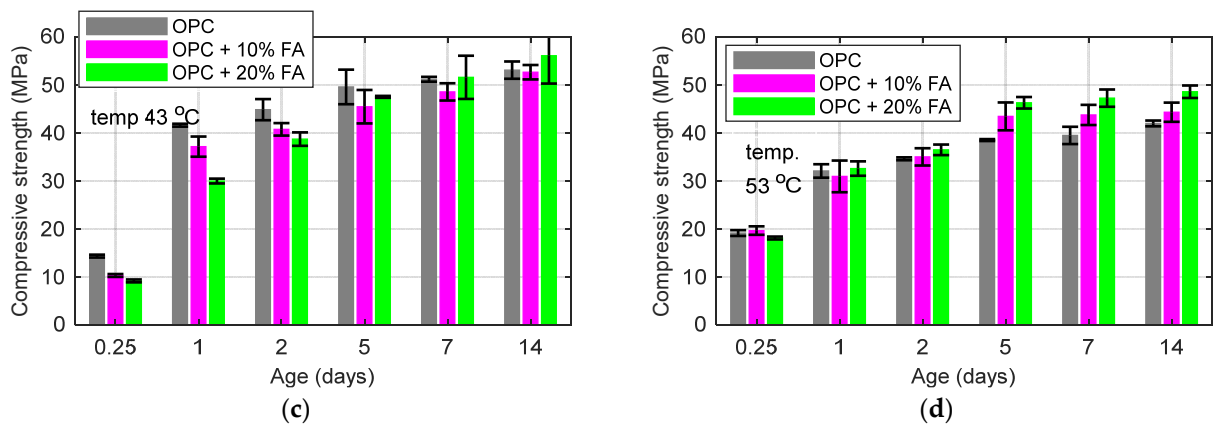 OPC
OPC + 10% FA
OPC + 20% FA
temp 43 °C
Compressive strength (MPa)
60
50
40
30
20
10
0
0.25 1 2 5 7 14
Age (days)
(c)
OPC
OPC + 10% FA
OPC + 20% FA
temp.
53 °C
Compressive strength (MPa)
60
50
40
30
20
10
0
0.25 1 2 5 7 14
Age (days)
(d)